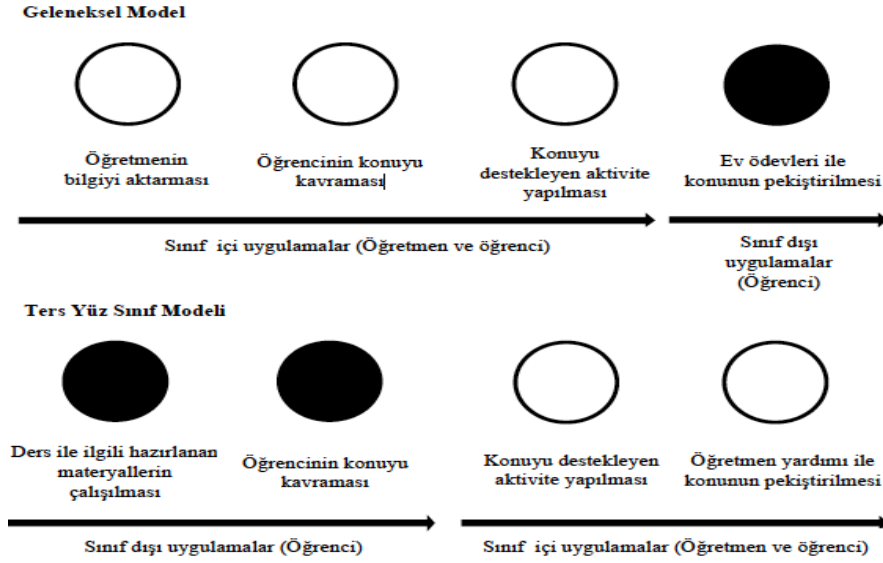 Geleneksel Model
Öğretmenin
bilgiyi aktarması
Öğrencinin konuyu
kavraması
Konuyu
destekleyen aktivite
yapılması
Ev ödevleri ile
konunun pekiştirilmesi
Sınıf içi uygulamalar (Öğretmen ve öğrenci)
Sınıf dışı
uygulamalar
(Öğrenci)
Ters Yüz Sınıf Modeli
Ders ile ilgili hazırlanan
materyallerin
çalışılması
Öğrencinin konuyu
kavraması
Konuyu destekleyen
aktivite yapılması
Öğretmen yardımı ile
konunun pekiştirilmesi
Sınıf dışı uygulamalar (Öğrenci)
Sınıf içi uygulamalar (Öğretmen ve öğrenci)